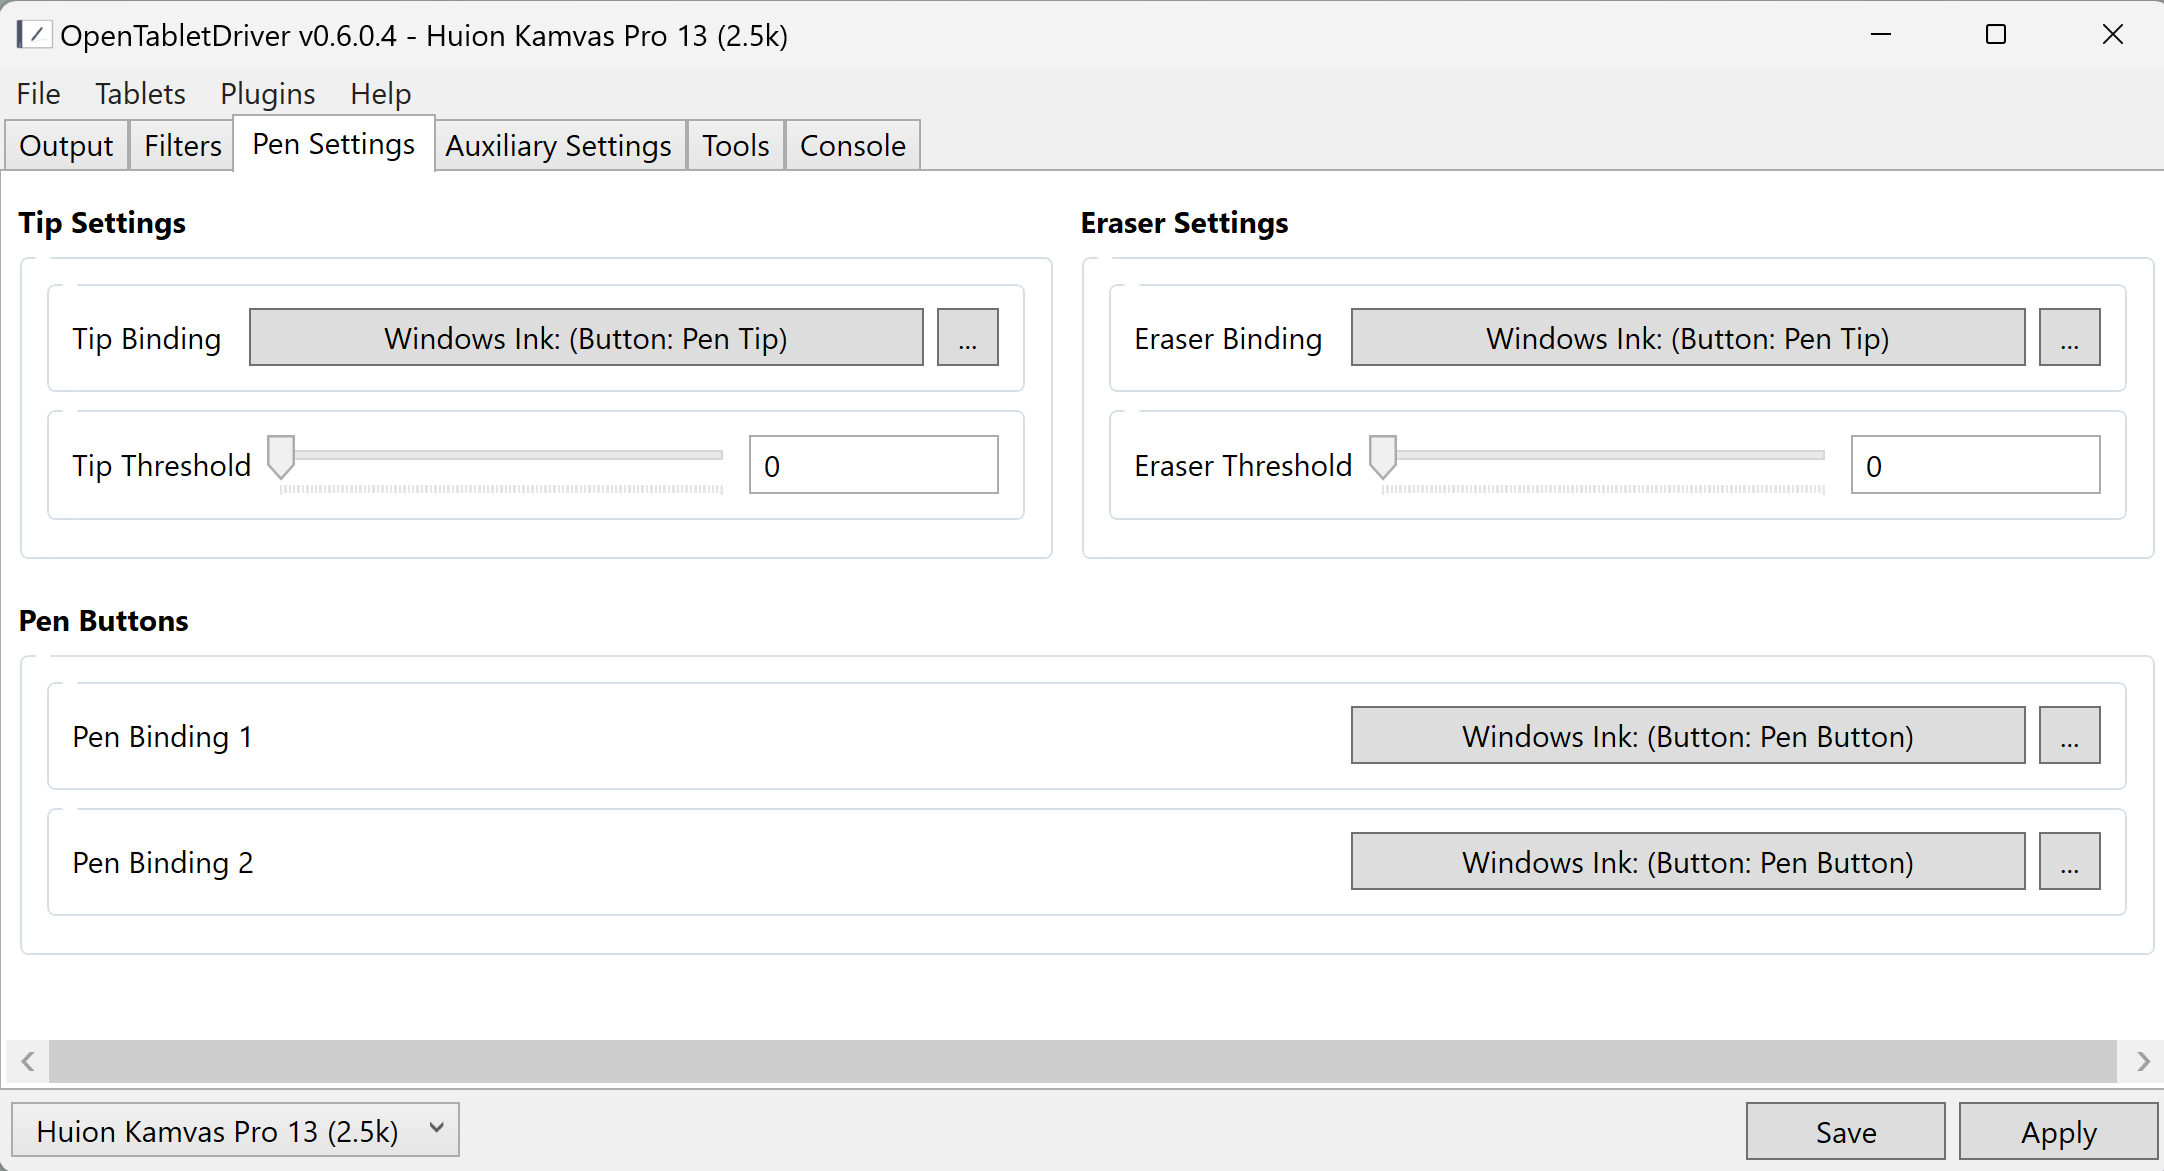 OpenTabletDriver v0.6.0.4 - Huion Kamvas Pro 13 (2.5k)
File Tablets Plugins Help
Output Filters Pen Settings Auxiliary Settings Tools Console
Tip Settings
Tip Binding Windows Ink: (Button: Pen Tip) ...
Tip Threshold 0
Eraser Settings
Eraser Binding Windows Ink: (Button: Pen Tip) ...
Eraser Threshold 0
Pen Buttons
Pen Binding 1 Windows Ink: (Button: Pen Button) ...
Pen Binding 2 Windows Ink: (Button: Pen Button) ...
Huion Kamvas Pro 13 (2.5k) Save Apply